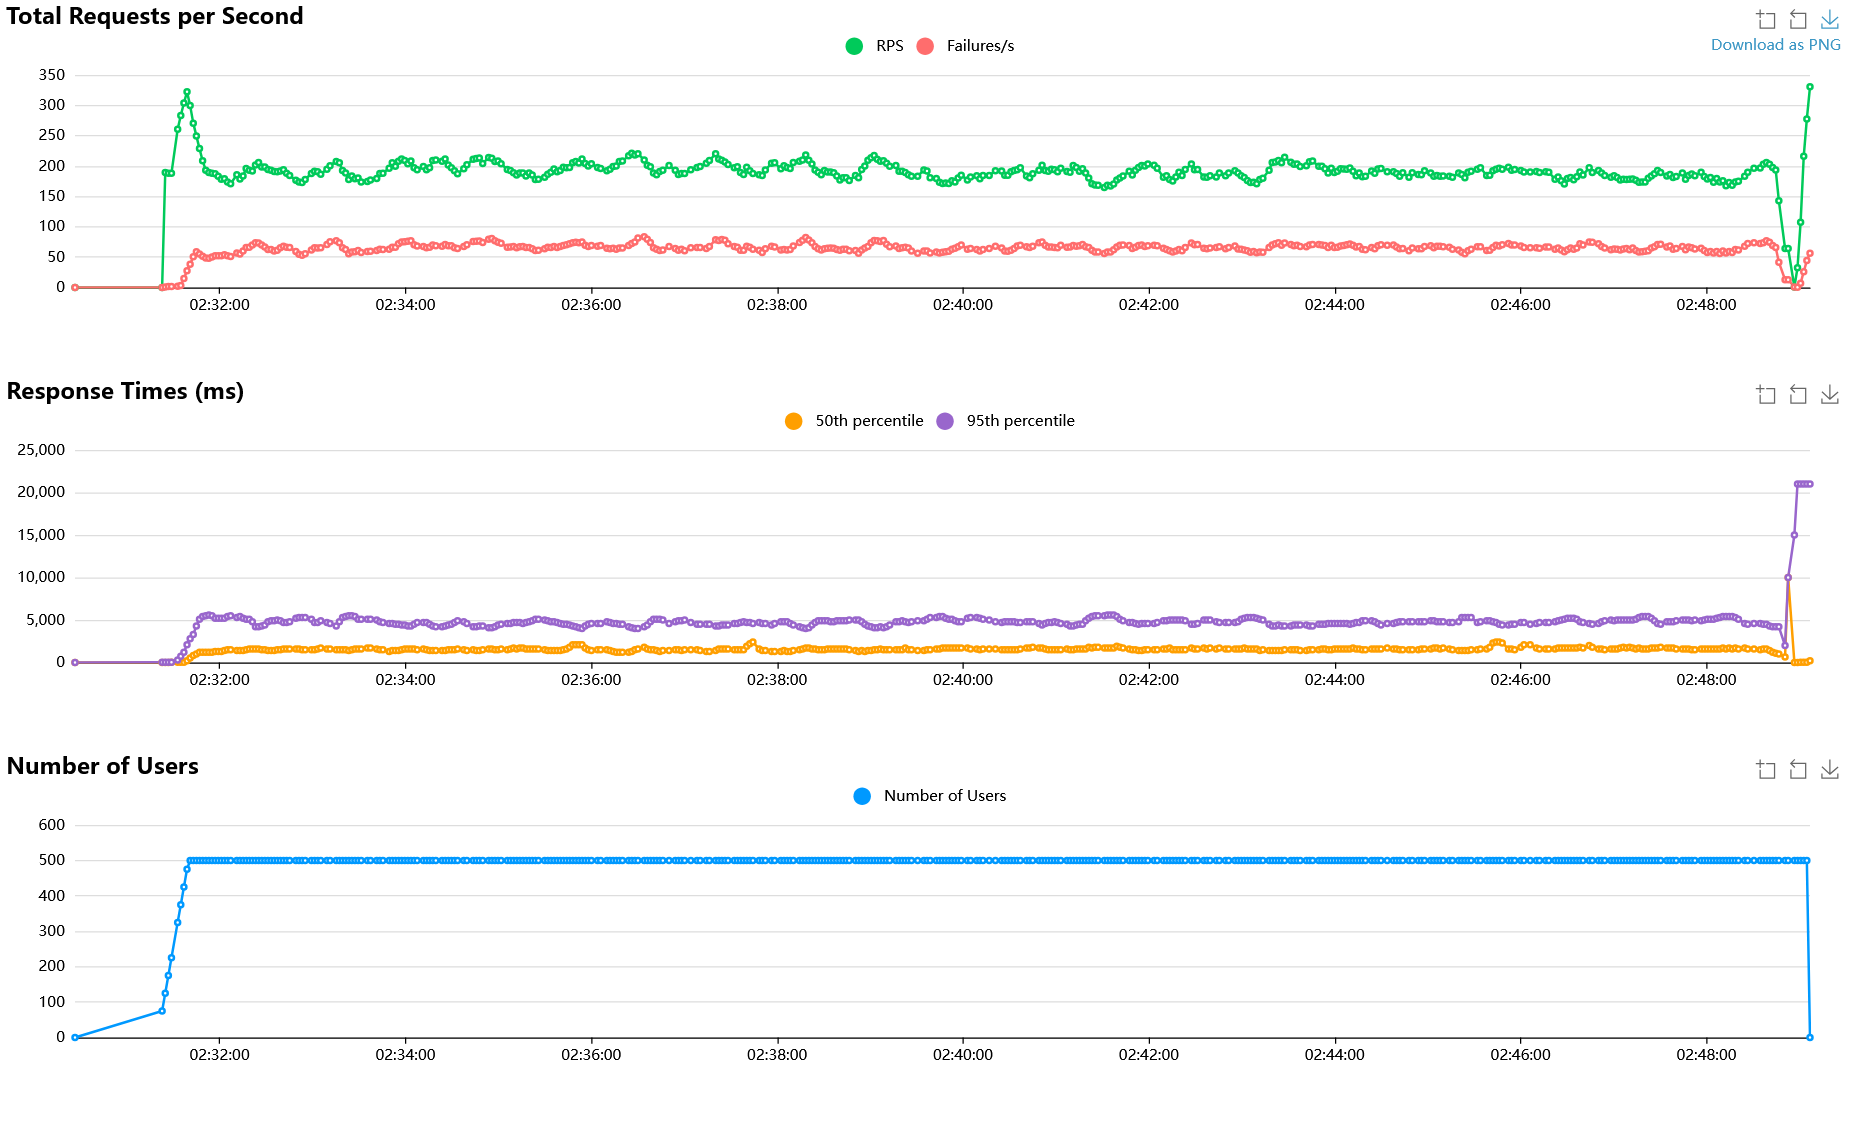 Total Requests per Second
RPS Failures/s
Download as PNG
350
300
250
200
150
100
50
0
02:32:00 02:34:00 02:36:00 02:38:00 02:40:00 02:42:00 02:44:00 02:46:00 02:48:00
Response Times (ms)
50th percentile 95th percentile
25,000
20,000
15,000
10,000
5,000
0
02:32:00 02:34:00 02:36:00 02:38:00 02:40:00 02:42:00 02:44:00 02:46:00 02:48:00
Number of Users
Number of Users
600
500
400
300
200
100
0
02:32:00 02:34:00 02:36:00 02:38:00 02:40:00 02:42:00 02:44:00 02:46:00 02:48:00